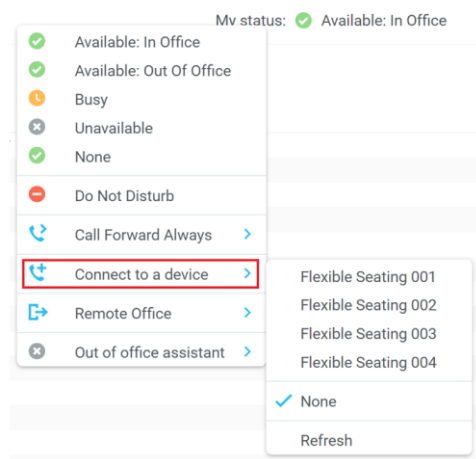 My status: Available: In Office
Available: In Office
Available: Out Of Office
Busy
Unavailable
None
Do Not Disturb
Call Forward Always
Connect to a device
Remote Office
Out of office assistant
Flexible Seating 001
Flexible Seating 002
Flexible Seating 003
Flexible Seating 004
None
Refresh